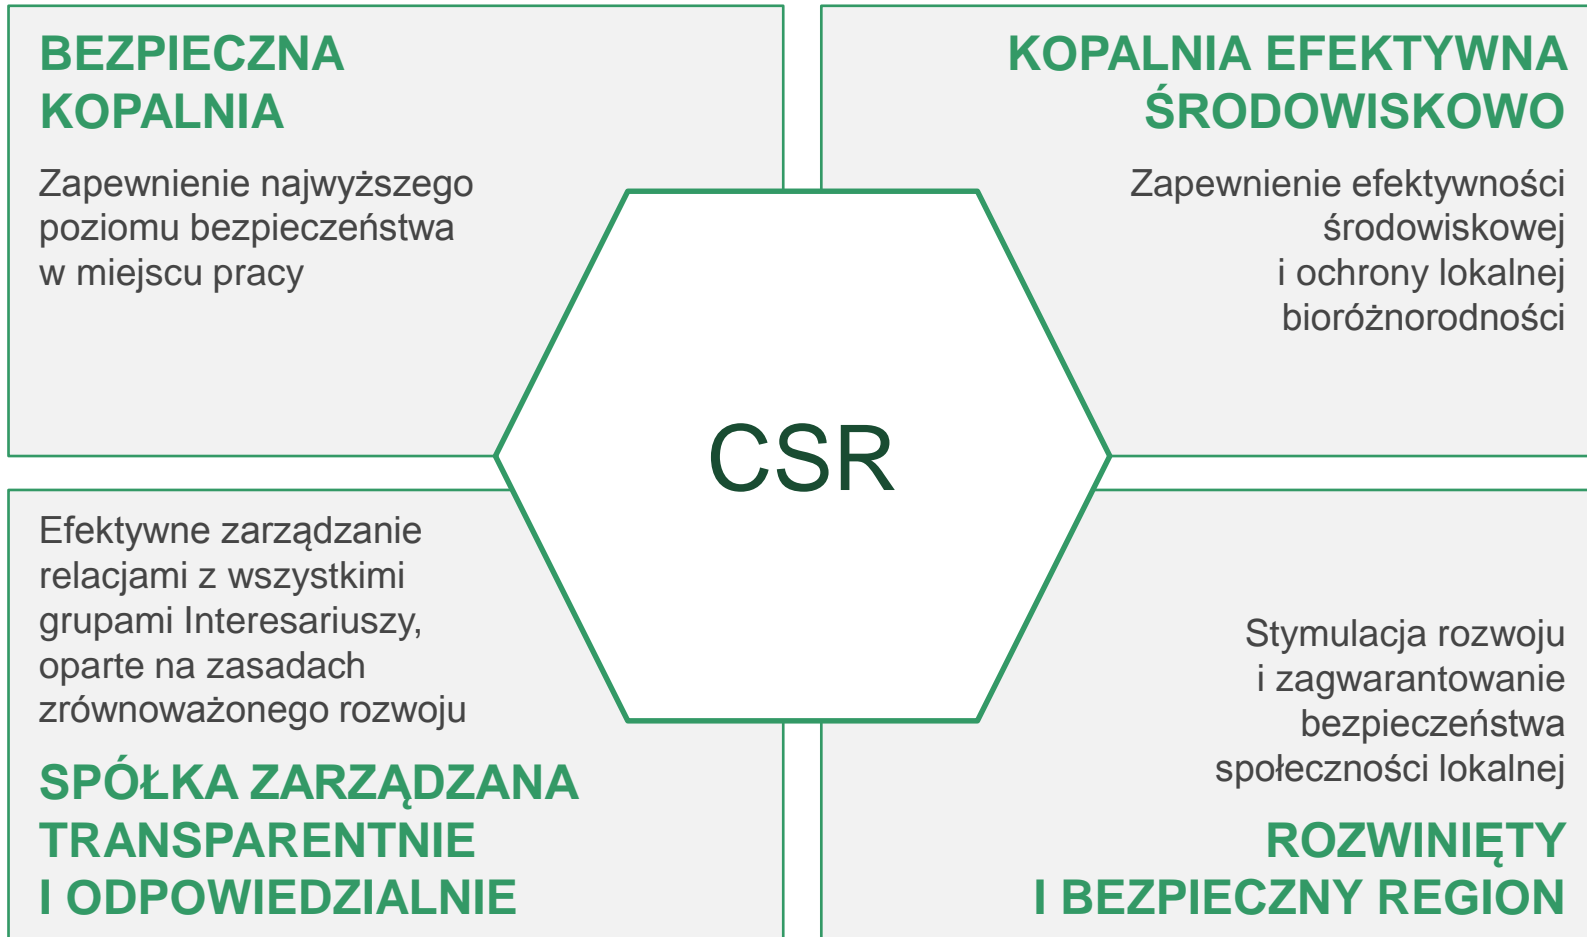 BEZPIECZNA
KOPALNIA
Zapewnienie najwyższego
poziomu bezpieczeństwa
w miejscu pracy
KOPALNIA EFEKTYWNA
ŚRODOWISKOWO
Zapewnienie efektywności
środowiskowej
i ochrony lokalnej
bioróżnorodności
CSR
Efektywne zarządzanie
relacjami z wszystkimi
grupami Interesariuszy,
oparte na zasadach
zrównoważonego rozwoju
SPÓŁKA ZARZĄDZANA
TRANSPARENTNIE
I ODPOWIEDZIALNIE
Stymulacja rozwoju
i zagwarantowanie
bezpieczeństwa
społeczności lokalnej
ROZWINIĘTY
I BEZPIECZNY REGION